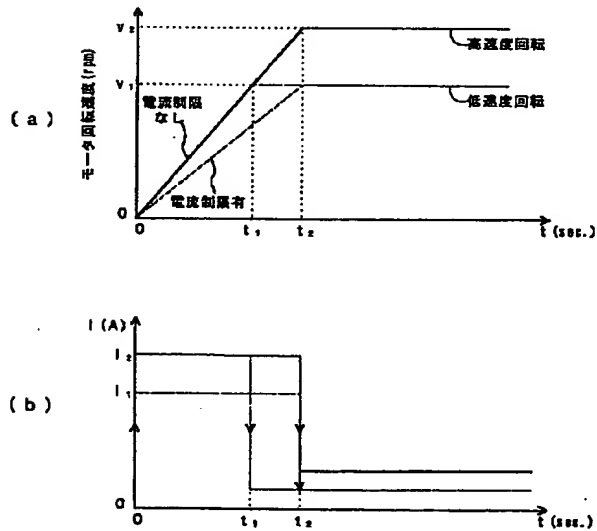 (a)
モータ回転速度(rpm)
V₂
V₁
0
電流制限
なし
電流制限有
高速度回転
低速度回転
0
t₁
t₂
t (sec.)
(b)
I (A)
I₂
I₁
0
0
t₁
t₂
t (sec.)